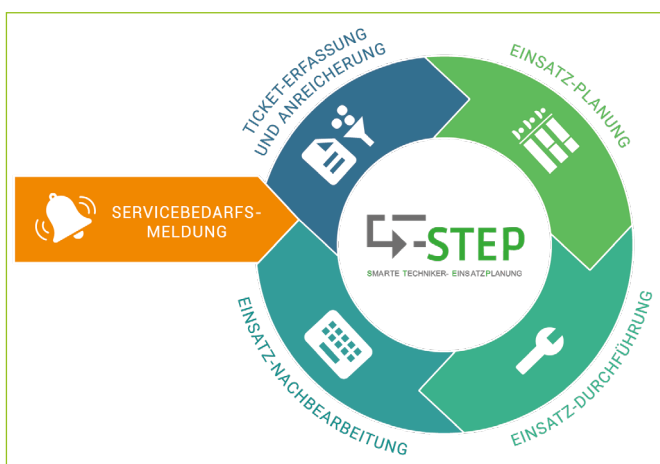 TICKET-ERFASSUNG
UND ANREICHERUNG
EINSATZ-PLANUNG
SERVICEBEDARFS-
MELDUNG
STEP
SMARTE TECHNIKER- EINSATZPLANUNG
EINSATZ-DURCHFÜHRUNG
EINSATZ-NACHBEARBEITUNG